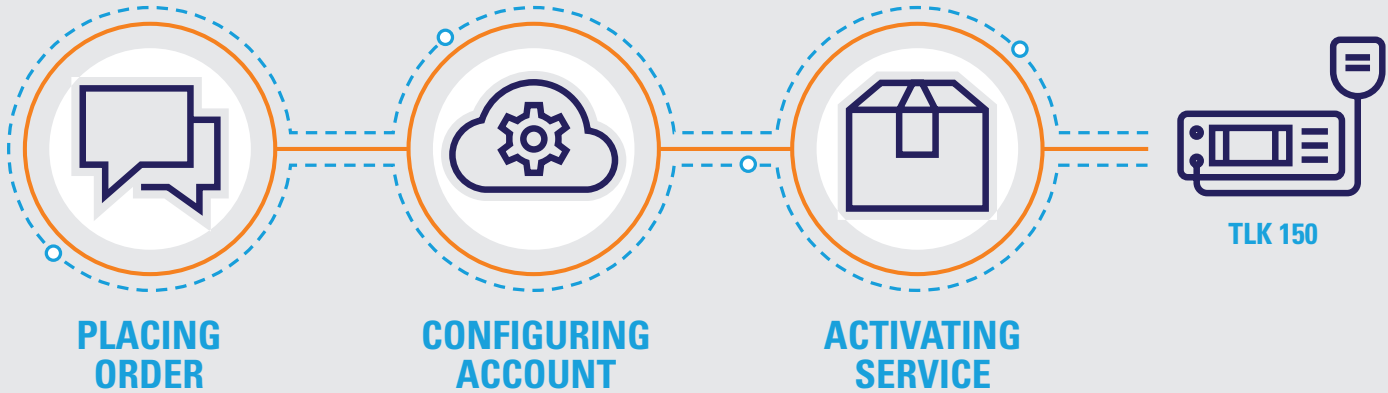 TLK 150
PLACING
ORDER
CONFIGURING
ACCOUNT
ACTIVATING
SERVICE